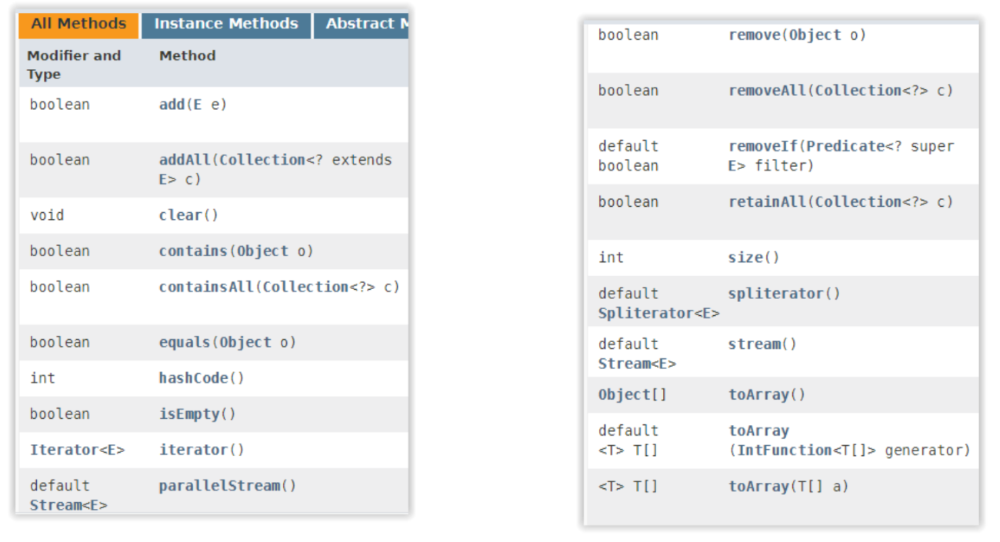 All Methods Instance Methods Abstract M
Modifier and Method
Type
boolean add(E e)
boolean addAll(Collection<? extends
E> c)
void clear()
boolean contains(Object o)
boolean containsAll(Collection<?> c)
boolean equals(Object o)
int hashCode()
boolean isEmpty()
Iterator<E> iterator()
default parallelStream()
Stream<E>
boolean remove(Object o)
boolean removeAll(Collection<?> c)
default removeIf(Predicate<? super
boolean E> filter)
boolean retainAll(Collection<?> c)
int size()
default spliterator()
Spliterator<E>
default stream()
Stream<E>
Object[] toArray()
default toArray
<T> T[] (IntFunction<T[]> generator)
<T> T[] toArray(T[] a)